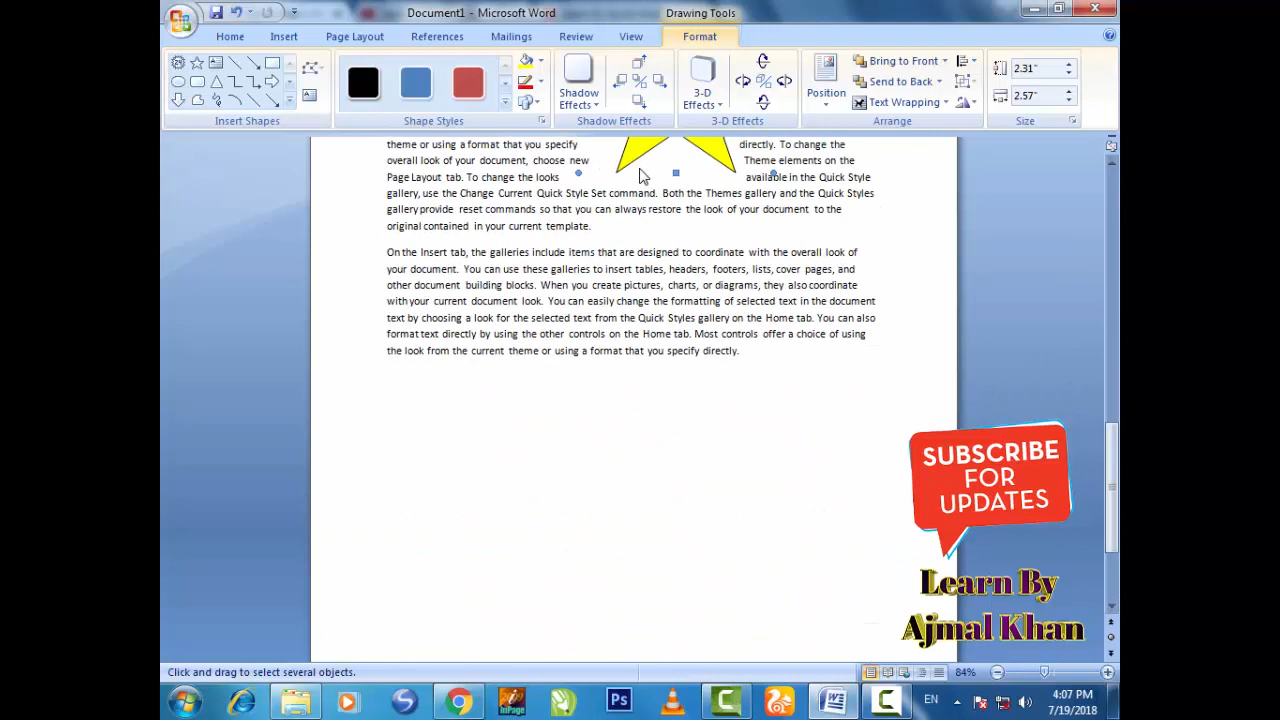 Document1 - Microsoft Word
Drawing Tools
Home Insert Page Layout References Mailings Review View Format
Shadow Effects
3-D Effects
Position
Bring to Front
Send to Back
Text Wrapping
2.31"
2.57"
Insert Shapes Shape Styles Shadow Effects 3-D Effects Arrange Size
theme or using a format that you specify directly. To change the
overall look of your document, choose new Theme elements on the
Page Layout tab. To change the looks available in the Quick Style
gallery, use the Change Current Quick Style Set command. Both the Themes gallery and the Quick Styles
gallery provide reset commands so that you can always restore the look of your document to the
original contained in your current template.
On the Insert tab, the galleries include items that are designed to coordinate with the overall look of
your document. You can use these galleries to insert tables, headers, footers, lists, cover pages, and
other document building blocks. When you create pictures, charts, or diagrams, they also coordinate
with your current document look. You can easily change the formatting of selected text in the document
text by choosing a look for the selected text from the Quick Styles gallery on the Home tab. You can also
format text directly by using the other controls on the Home tab. Most controls offer a choice of using
the look from the current theme or using a format that you specify directly.
SUBSCRIBE
FOR
UPDATES
Learn By
Ajmal Khan
Click and drag to select several objects.
84%
InPage
Ps
EN
4:07 PM
7/19/2018